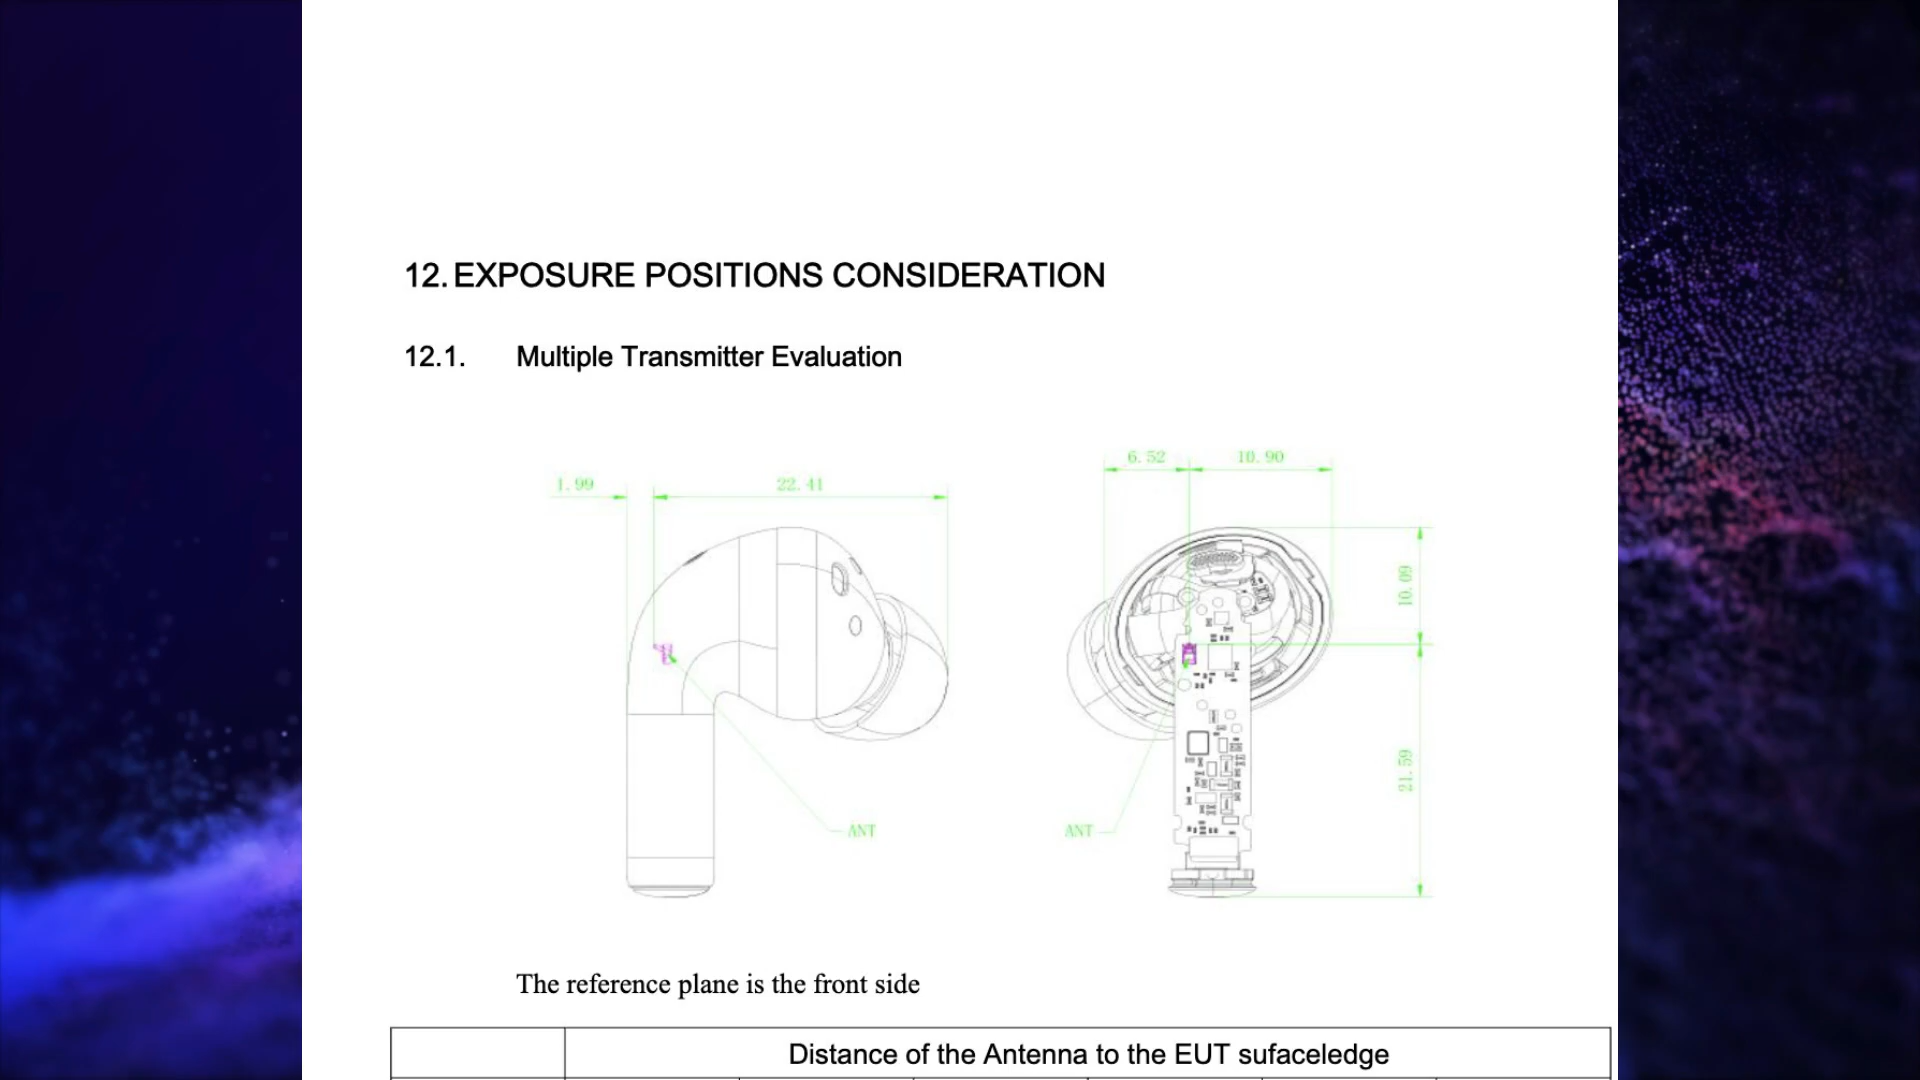 12. EXPOSURE POSITIONS CONSIDERATION
12.1. Multiple Transmitter Evaluation
6.52 10.90
1.99 22.41
10.09
21.59
ANT ANT
The reference plane is the front side
Distance of the Antenna to the EUT sufaceledge